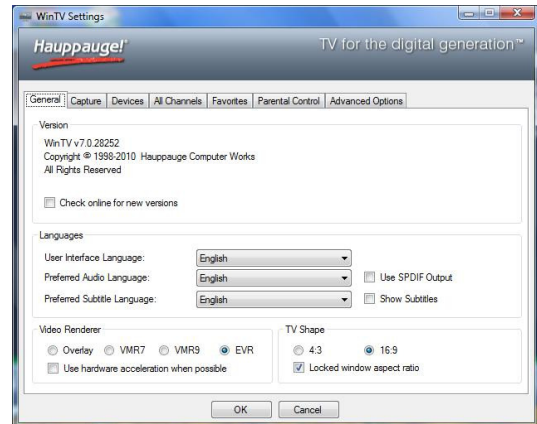 WinTV Settings
Hauppauge!®
TV for the digital generation™
General Capture Devices All Channels Favorites Parental Control Advanced Options
Version
WinTV v7.0.28252
Copyright © 1998-2010 Hauppauge Computer Works
All Rights Reserved
Check online for new versions
Languages
User Interface Language: English
Preferred Audio Language: English Use SPDIF Output
Preferred Subtitle Language: English Show Subtitles
Video Renderer TV Shape
Overlay VMR7 VMR9 EVR 4:3 16:9
Use hardware acceleration when possible Locked window aspect ratio
OK Cancel